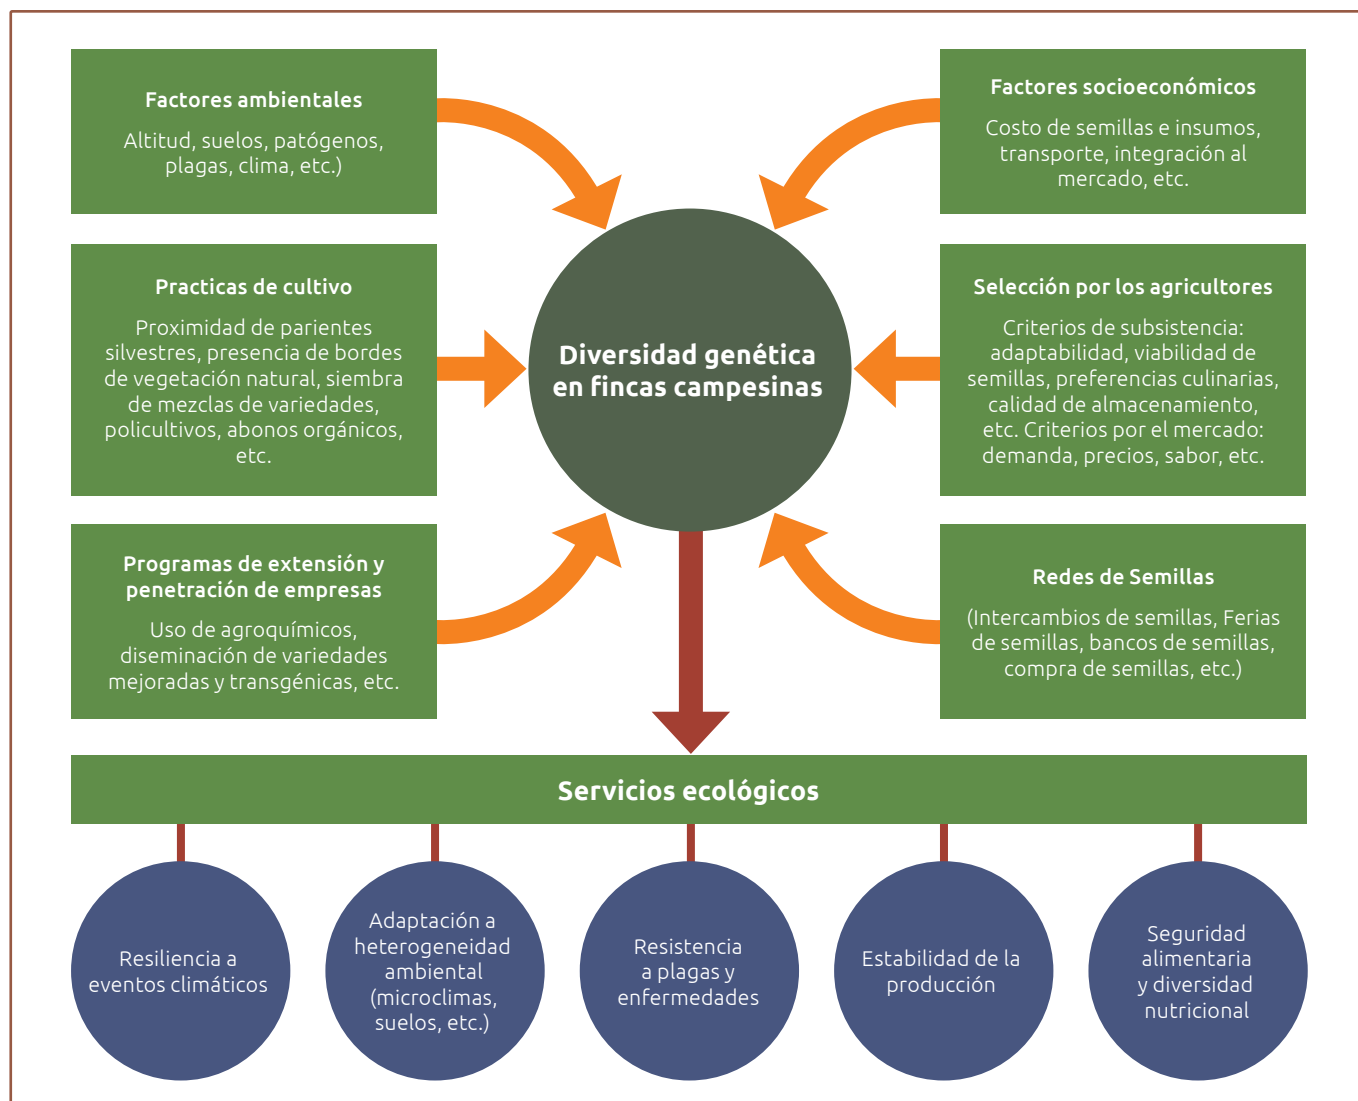 Factores ambientales
Altitud, suelos, patógenos,
plagas, clima, etc.)
Factores socioeconómicos
Costo de semillas e insumos,
transporte, integración al
mercado, etc.
Practicas de cultivo
Proximidad de parientes
silvestres, presencia de bordes
de vegetación natural, siembra
de mezclas de variedades,
policultivos, abonos orgánicos,
etc.
Diversidad genética
en fincas campesinas
Selección por los agricultores
Criterios de subsistencia:
adaptabilidad, viabilidad de
semillas, preferencias culinarias,
calidad de almacenamiento,
etc. Criterios por el mercado:
demanda, precios, sabor, etc.
Programas de extensión y
penetración de empresas
Uso de agroquímicos,
diseminación de variedades
mejoradas y transgénicas, etc.
Redes de Semillas
(Intercambios de semillas, Ferias
de semillas, bancos de semillas,
compra de semillas, etc.)
Servicios ecológicos
Resiliencia a
eventos climáticos
Adaptación a
heterogeneidad
ambiental
(microclimas,
suelos, etc.)
Resistencia
a plagas y
enfermedades
Estabilidad de la
producción
Seguridad
alimentaria
y diversidad
nutricional